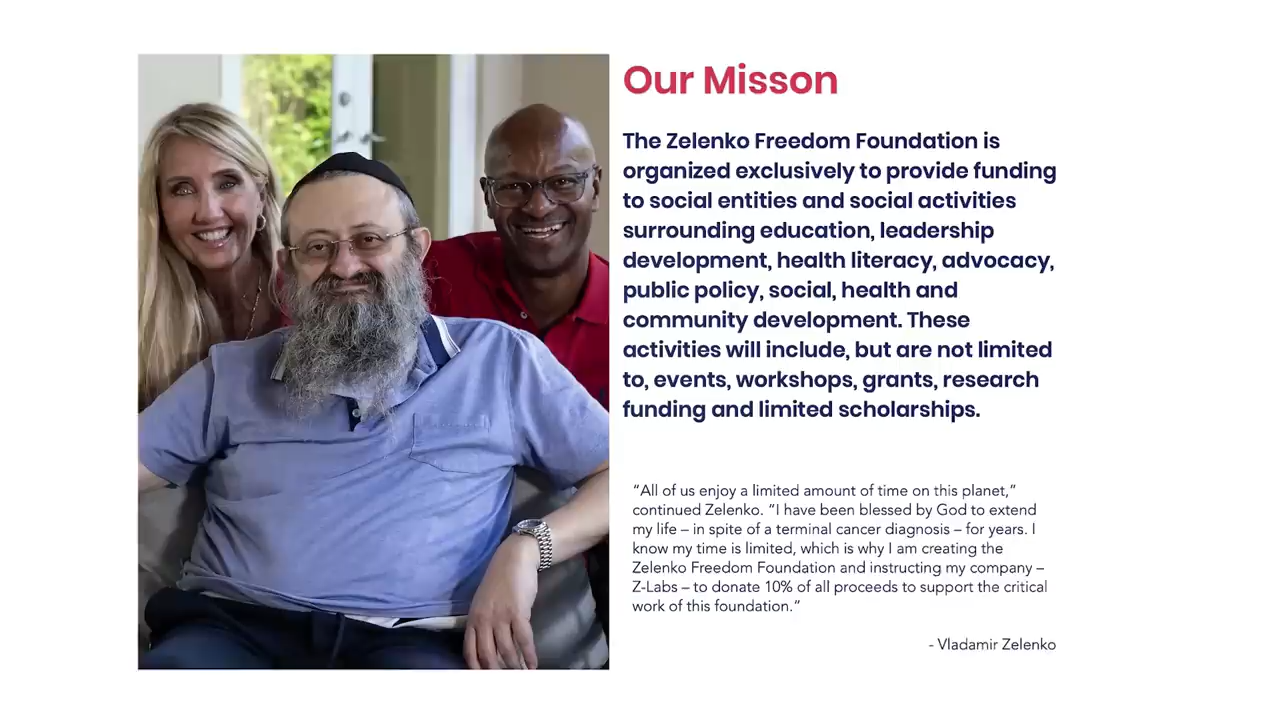 Our Misson
The Zelenko Freedom Foundation is
organized exclusively to provide funding
to social entities and social activities
surrounding education, leadership
development, health literacy, advocacy,
public policy, social, health and
community development. These
activities will include, but are not limited
to, events, workshops, grants, research
funding and limited scholarships.
“All of us enjoy a limited amount of time on this planet,”
continued Zelenko. “I have been blessed by God to extend
my life – in spite of a terminal cancer diagnosis – for years. I
know my time is limited, which is why I am creating the
Zelenko Freedom Foundation and instructing my company –
Z-Labs – to donate 10% of all proceeds to support the critical
work of this foundation.”
- Vladamir Zelenko